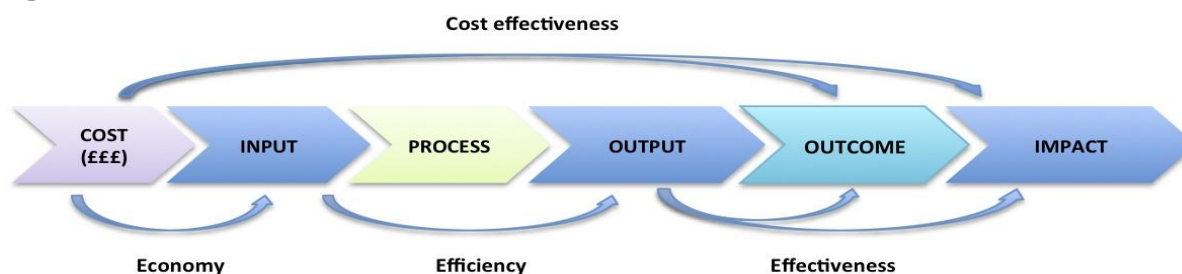 Cost effectiveness
COST
(£££)
INPUT
PROCESS
OUTPUT
OUTCOME
IMPACT
Economy
Efficiency
Effectiveness